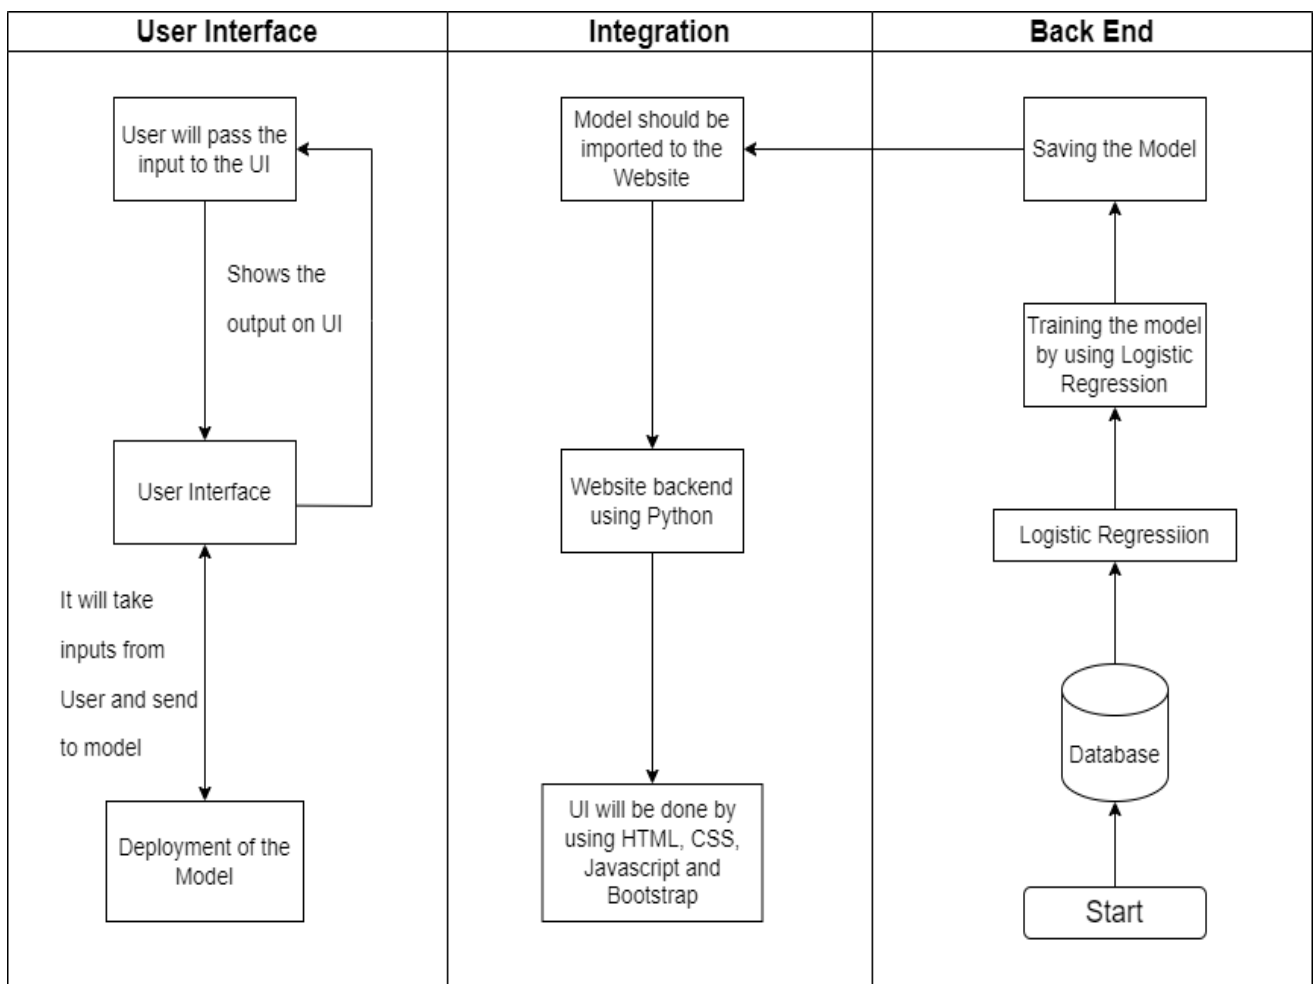 User Interface
Integration
Back End
User will pass the
input to the UI
Shows the
output on UI
User Interface
It will take
inputs from
User and send
to model
Deployment of the
Model
Model should be
imported to the
Website
Website backend
using Python
UI will be done by
using HTML, CSS,
Javascript and
Bootstrap
Saving the Model
Training the model
by using Logistic
Regression
Logistic Regressiion
Database
Start